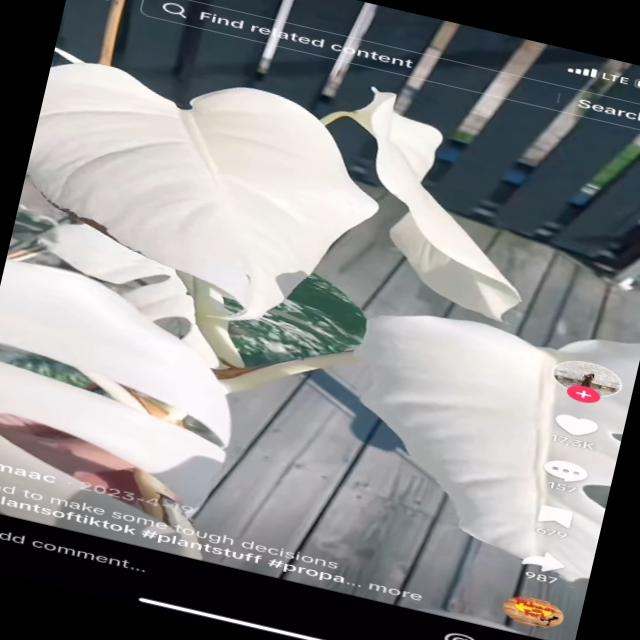 Find related content
LTE
Search
17.3K
157
679
987
maac
2023-4
d to make some tough decisions
lantsoftiktok #plantstuff #propa... more
dd comment...